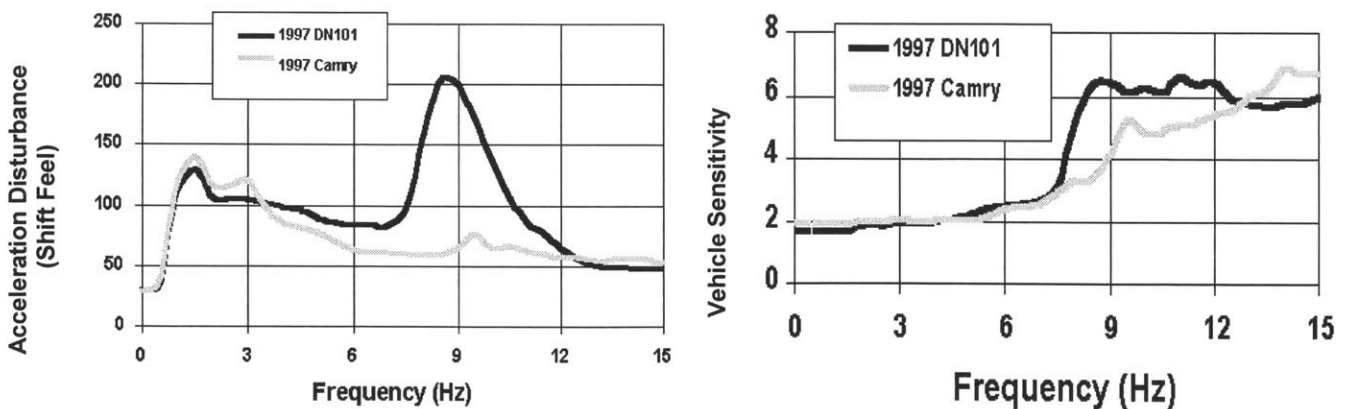 Acceleration Disturbance
(Shift Feel)
250
200
150
100
50
0
1997 DN101
1997 Camry
0 3 6 9 12 15
Frequency (Hz)
Vehicle Sensitivity
8
6
4
2
0
1997 DN101
1997 Camry
0 3 6 9 12 15
Frequency (Hz)